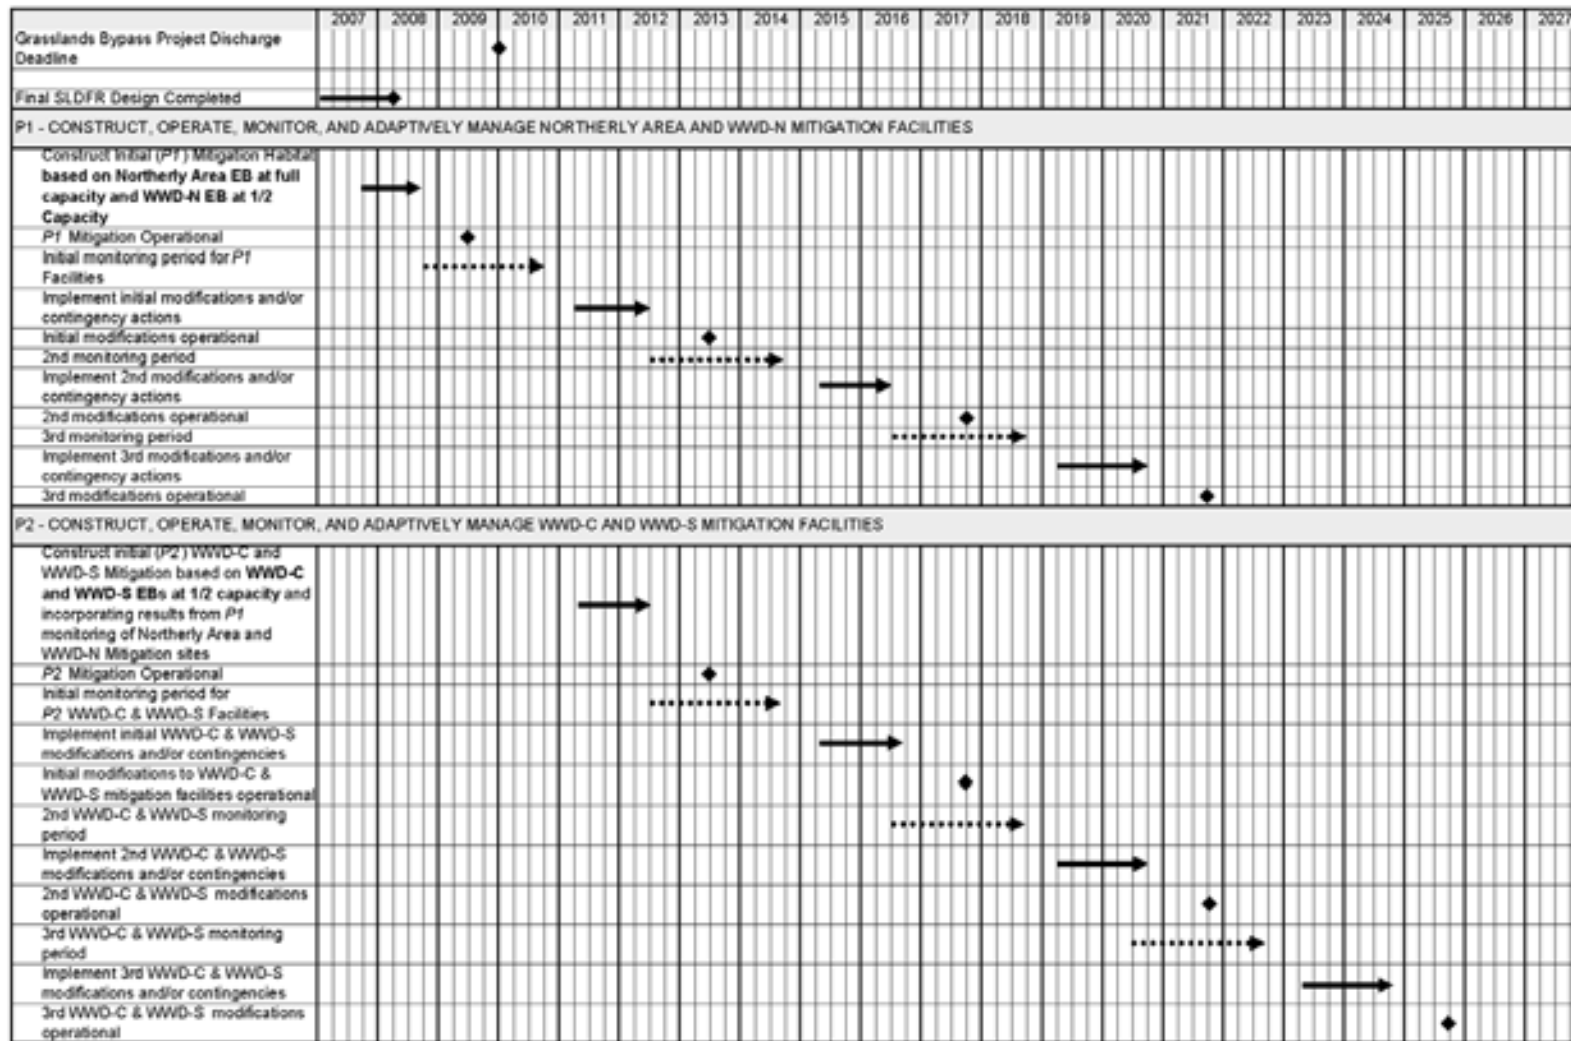 2007 2008 2009 2010 2011 2012 2013 2014 2015 2016 2017 2018 2019 2020 2021 2022 2023 2024 2025 2026 2027
Grasslands Bypass Project Discharge
Deadline
Final SLDFR Design Completed
P1 - CONSTRUCT, OPERATE, MONITOR, AND ADAPTIVELY MANAGE NORTHERLY AREA AND WWD-N MITIGATION FACILITIES
Construct Initial (P1) Mitigation Habitat
based on Northerly Area EB at full
capacity and WWD-N EB at 1/2
Capacity
P1 Mitigation Operational
Initial monitoring period for P1
Facilities
Implement initial modifications and/or
contingency actions
Initial modifications operational
2nd monitoring period
Implement 2nd modifications and/or
contingency actions
2nd modifications operational
3rd monitoring period
Implement 3rd modifications and/or
contingency actions
3rd modifications operational
P2 - CONSTRUCT, OPERATE, MONITOR, AND ADAPTIVELY MANAGE WWD-C AND WWD-S MITIGATION FACILITIES
Construct initial (P2) WWD-C and
WWD-S Mitigation based on WWD-C
and WWD-S EBs at 1/2 capacity and
incorporating results from P1
monitoring of Northerly Area and
WWD-N Mitigation sites
P2 Mitigation Operational
Initial monitoring period for
P2 WWD-C & WWD-S Facilities
Implement initial WWD-C & WWD-S
modifications and/or contingencies
Initial modifications to WWD-C &
WWD-S mitigation facilities operational
2nd WWD-C & WWD-S monitoring
period
Implement 2nd WWD-C & WWD-S
modifications and/or contingencies
2nd WWD-C & WWD-S modifications
operational
3rd WWD-C & WWD-S monitoring
period
Implement 3rd WWD-C & WWD-S
modifications and/or contingencies
3rd WWD-C & WWD-S modifications
operational